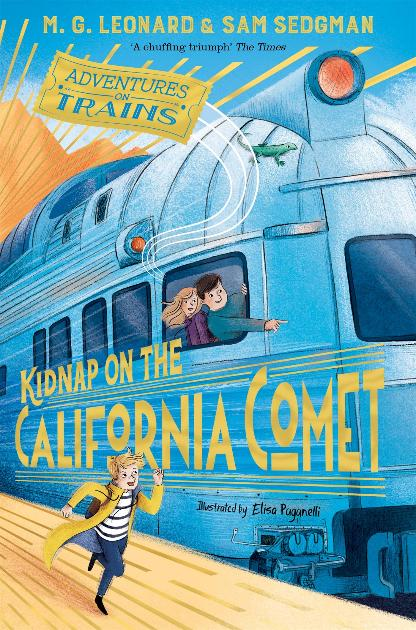 M. G. LEONARD & SAM SEDGMAN
'A chuffing triumph' The Times
ADVENTURES
ON
TRAINS
KIDNAP ON THE
CALIFORNIA COMET
Illustrated by Elisa Paganelli